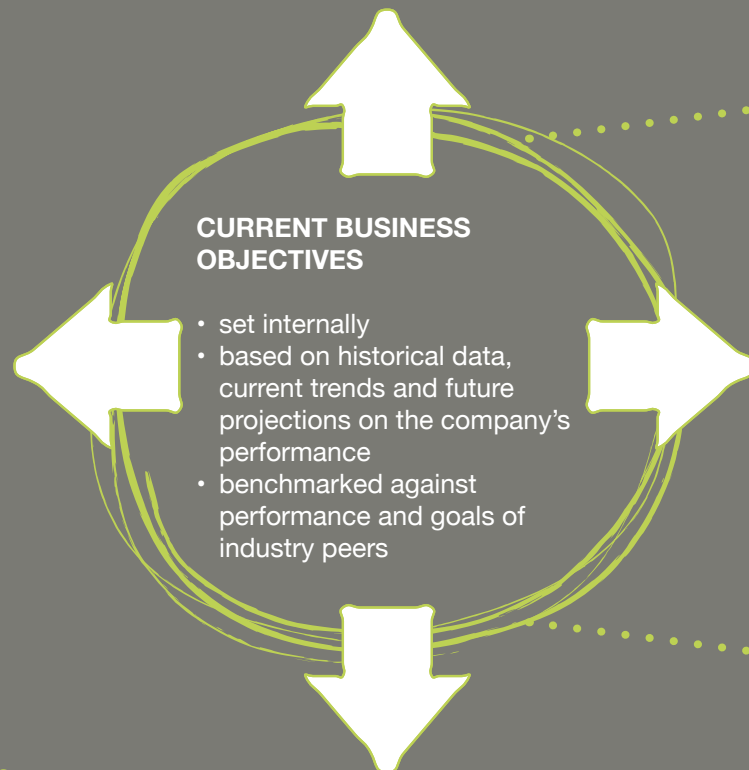 CURRENT BUSINESS
OBJECTIVES
• set internally
• based on historical data,
current trends and future
projections on the company’s
performance
• benchmarked against
performance and goals of
industry peers